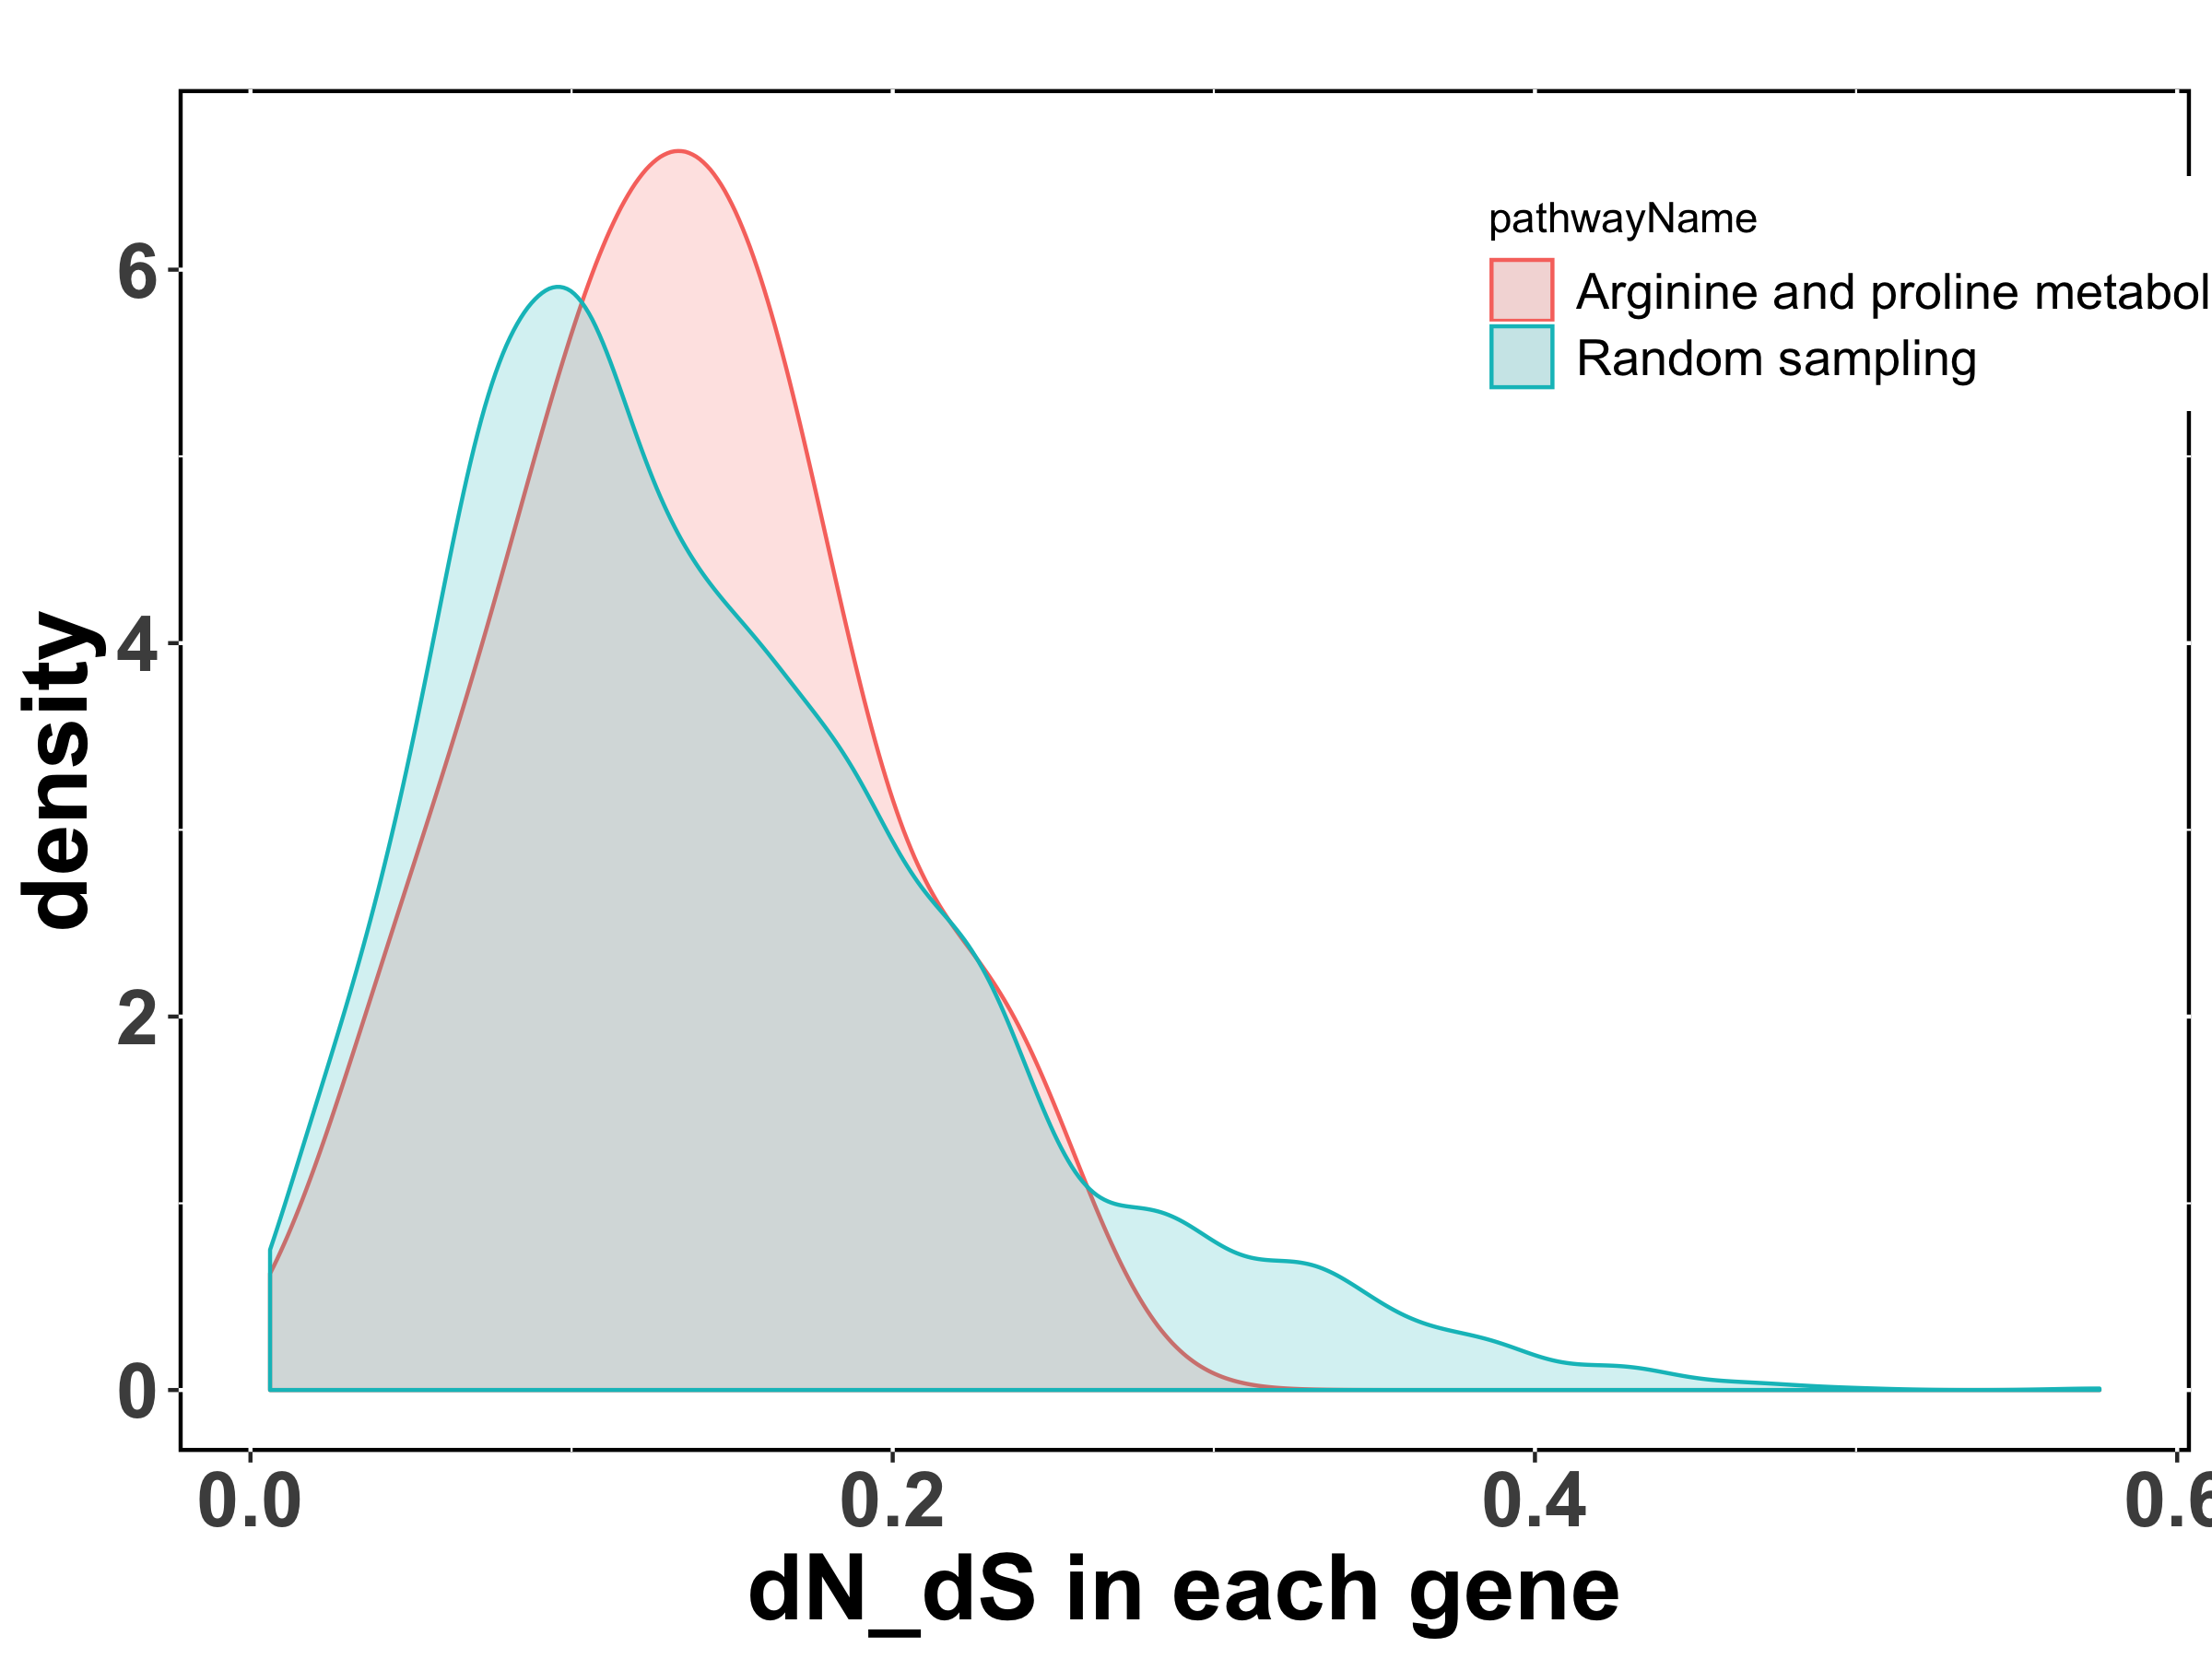 pathwayName
Arginine and proline metabol
Random sampling
density
6
4
2
0
0.0 0.2 0.4 0.6
dN_dS in each gene